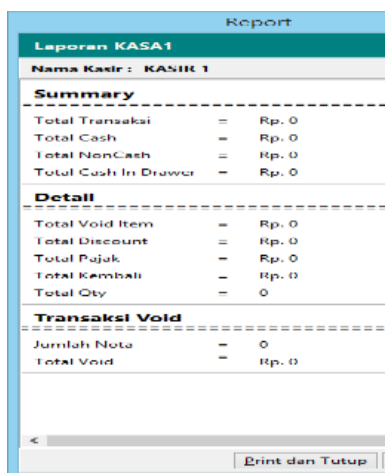 Report
Laporan KASA1
Nama Kasir : KASIR 1
Summary
Total Transaksi = Rp. 0
Total Cash = Rp. 0
Total NonCash = Rp. 0
Total Cash In Drawer = Rp. 0
Detail
Total Void Item = Rp. 0
Total Discount = Rp. 0
Total Pajak = Rp. 0
Total Kembali = Rp. 0
Total Qty = 0
Transaksi Void
Jumlah Nota = 0
Total Void = Rp. 0
Print dan Tutup